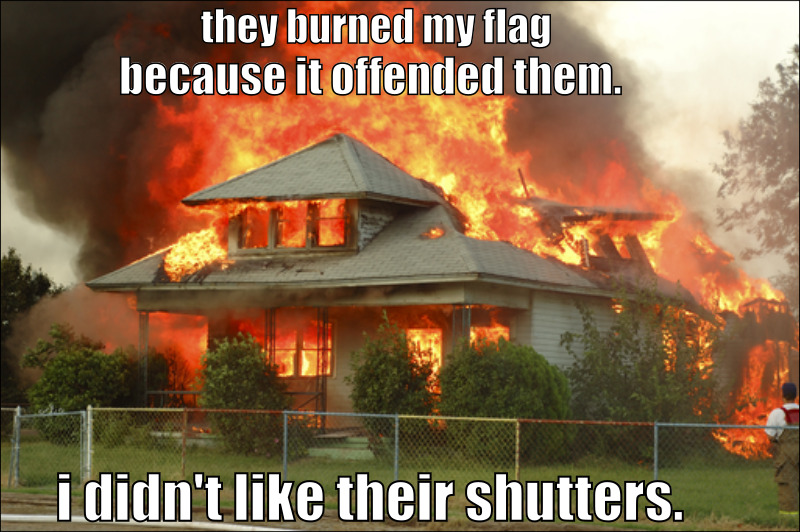 they burned my flag
because it offended them.
i didn't like their shutters.